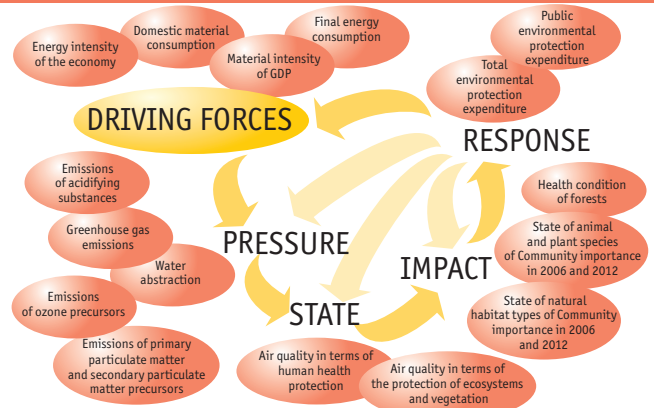 Energy intensity
of the economy
Domestic material
consumption
Material intensity
of GDP
Final energy
consumption
Public
environmental
protection
expenditure
Total
environmental
protection
expenditure
DRIVING FORCES
RESPONSE
Emissions
of acidifying
substances
Greenhouse gas
emissions
Water
abstraction
Emissions
of ozone precursors
Emissions of primary
particulate matter
and secondary particulate
matter precursors
PRESSURE
STATE
IMPACT
Health condition
of forests
State of animal
and plant species
of Community importance
in 2006 and 2012
State of natural
habitat types of Community
importance in 2006
and 2012
Air quality in terms of
human health
protection
Air quality in terms of
the protection of ecosystems
and vegetation